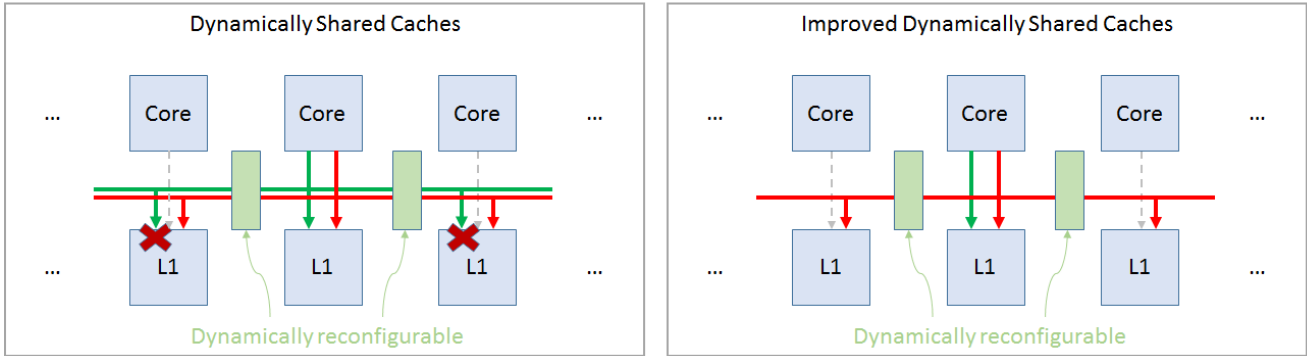 Dynamically Shared Caches
... Core Core Core ...
... L1 L1 L1 ...
Dynamically reconfigurable
Improved Dynamically Shared Caches
... Core Core Core ...
... L1 L1 L1 ...
Dynamically reconfigurable